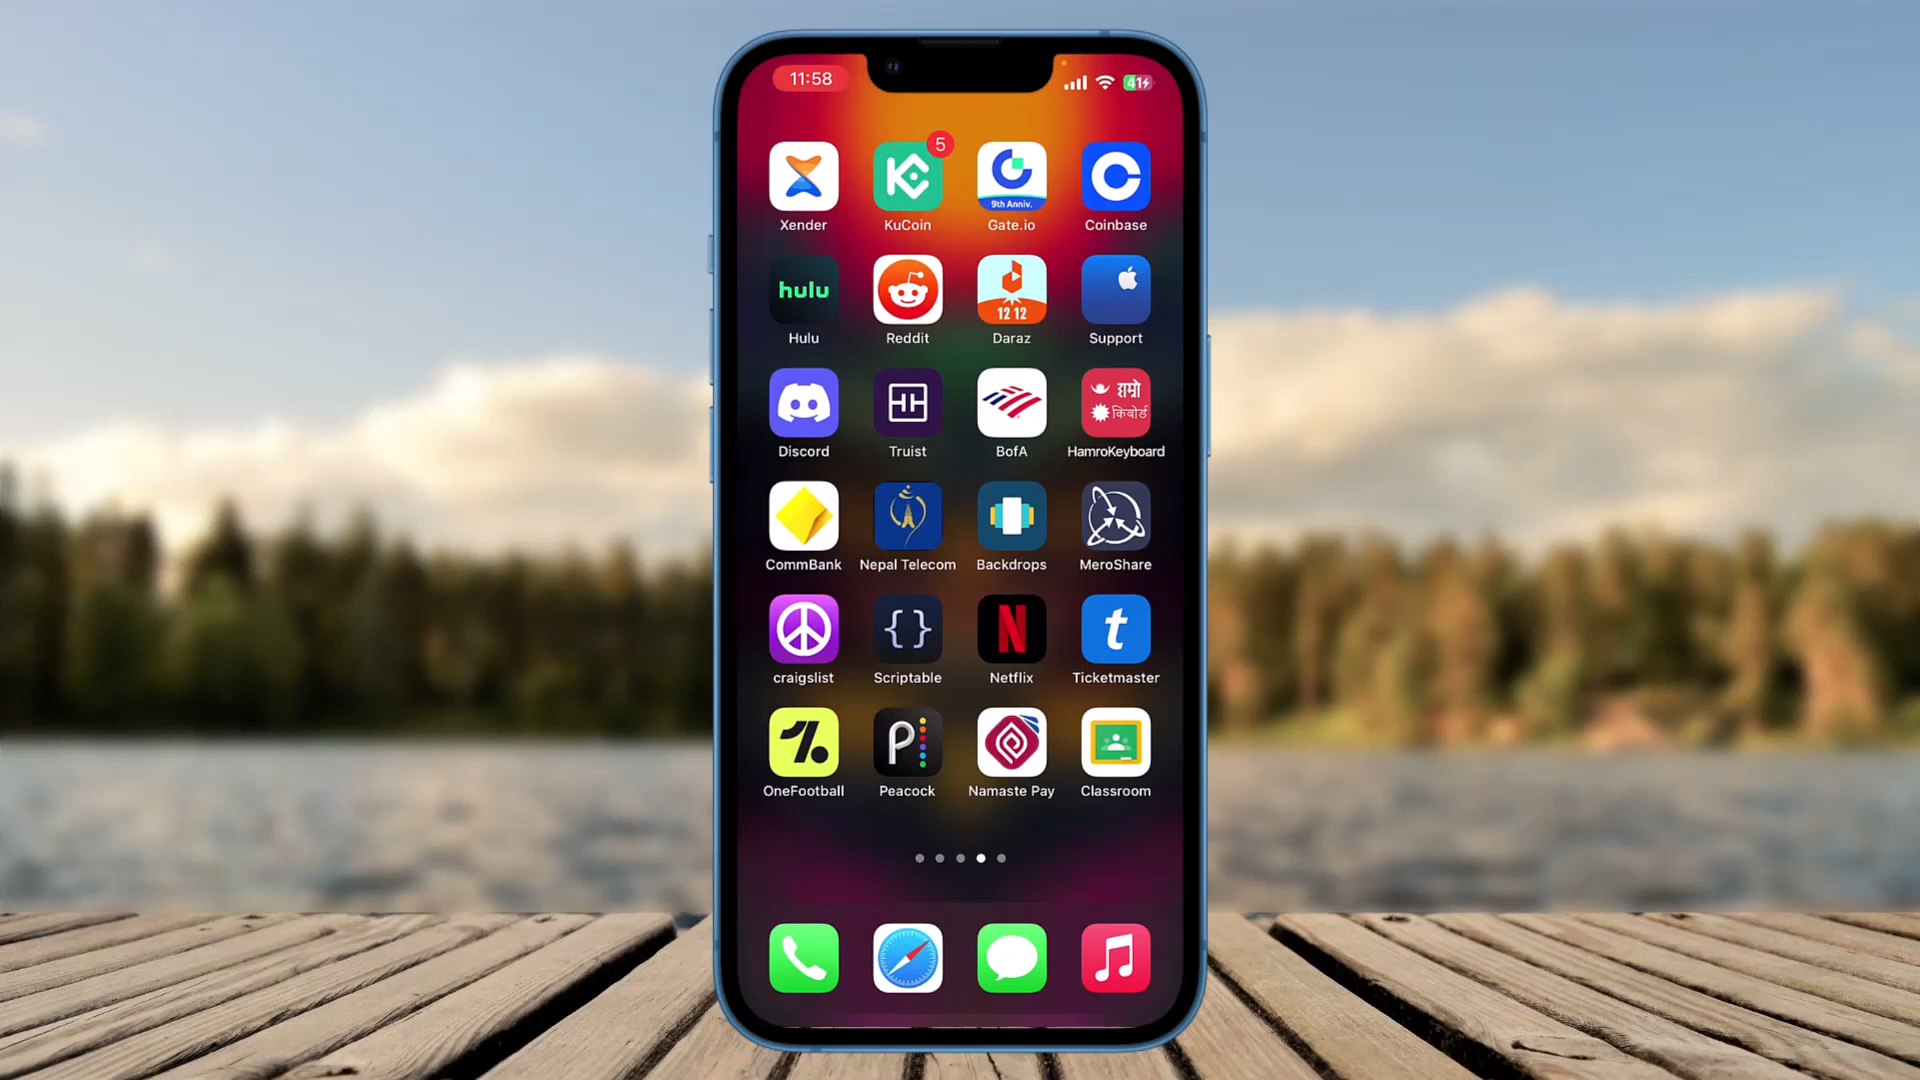 11:58
41
5
9th Anniv.
Xender
KuCoin
Gate.io
Coinbase
hulu
12 12
Hulu
Reddit
Daraz
Support
हाम्रो
किबोर्ड
Discord
Truist
BofA
HamroKeyboard
CommBank
Nepal Telecom
Backdrops
MeroShare
{}
N
t
craigslist
Scriptable
Netflix
Ticketmaster
P
OneFootball
Peacock
Namaste Pay
Classroom